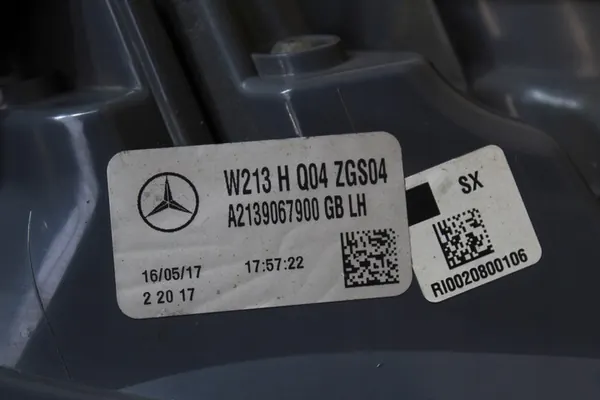 W213 H Q04 ZGS04
A2139067900 GB LH
16/05/17 17:57:22
2 20 17
SX
RI0020800106